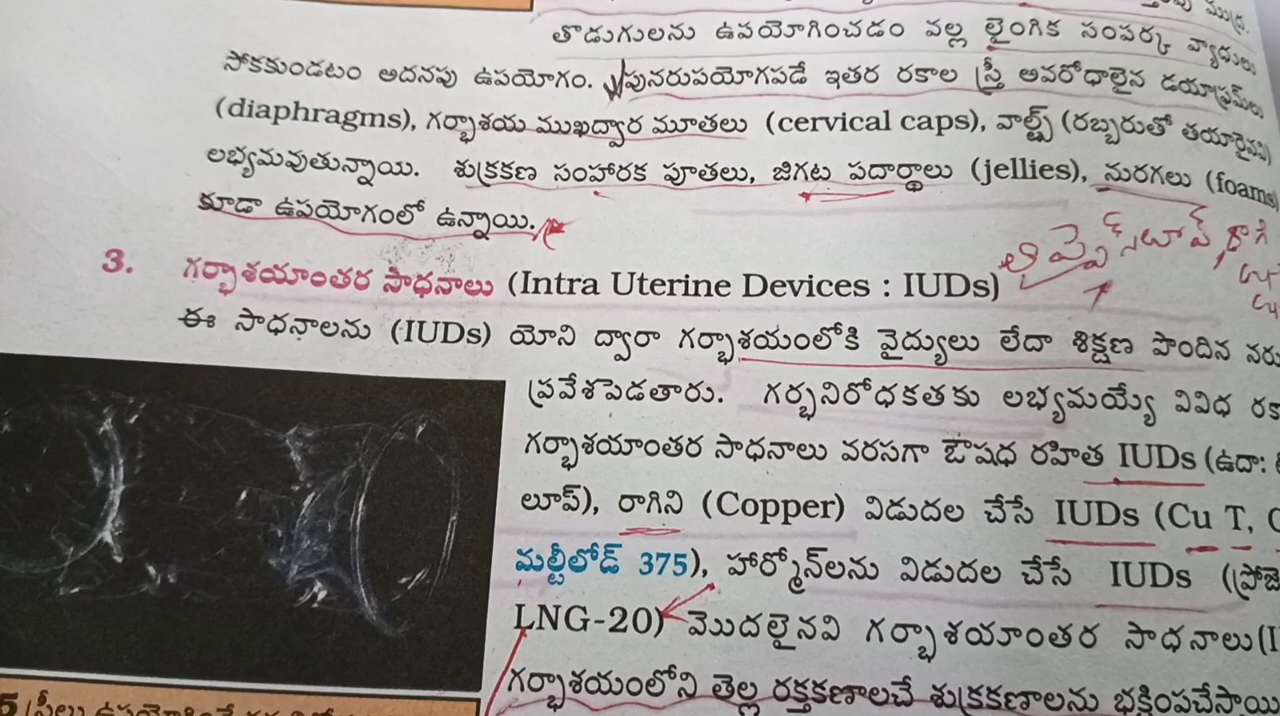 తొడుగులను ఉపయోగించడం వల్ల లైంగిక సంపర్క వ్యాధులు
సోకకుండటం అదనపు ఉపయోగం. పునరుపయోగపడే ఇతర రకాల స్త్రీ అవరోధాలైన డయాఫ్రమ్‌లు
(diaphragms), గర్భాశయ ముఖద్వార మూతలు (cervical caps), వాల్ట్స్ (రబ్బరుతో తయారైనవి)
లభ్యమవుతున్నాయి. శుక్రకణ సంహారక పూతలు, జిగట పదార్థాలు (jellies), నురగలు (foams)
కూడా ఉపయోగంలో ఉన్నాయి.
3. గర్భాశయాంతర సాధనాలు (Intra Uterine Devices : IUDs)
ఈ సాధనాలను (IUDs) యోని ద్వారా గర్భాశయంలోకి వైద్యులు లేదా శిక్షణ పొందిన
ప్రవేశపెడతారు. గర్భనిరోధకతకు లభ్యమయ్యే వివిధ
గర్భాశయాంతర సాధనాలు వరసగా ఔషధ రహిత IUDs (ఉదా:
లూప్), రాగిని (Copper) విడుదల చేసే IUDs (Cu T,
మల్టీలోడ్ 375), హార్మోన్‌లను విడుదల చేసే IUDs
LNG-20) మొదలైనవి గర్భాశయాంతర సాధనాలు
గర్భాశయంలోని తెల్ల రక్తకణాలచే శుక్రకణాలను భక్షింపచేస్తాయి